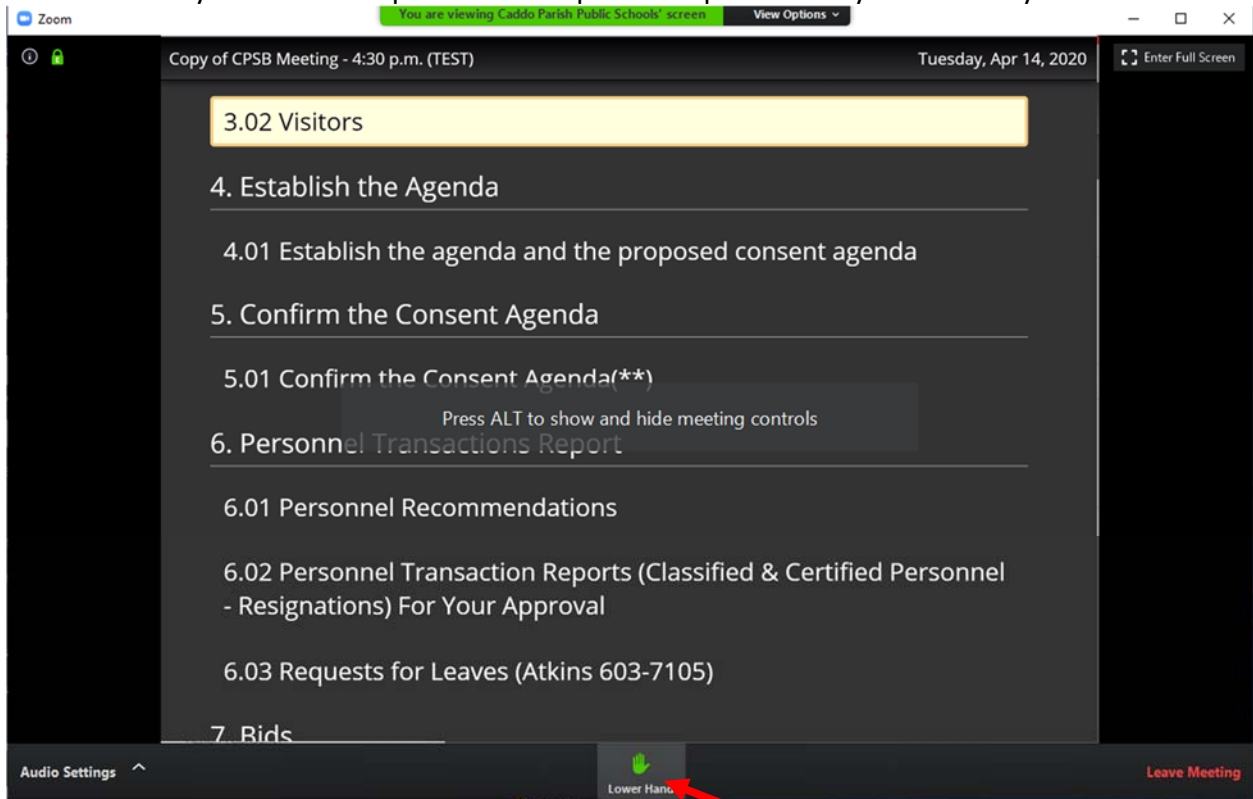 You are viewing Caddo Parish Public Schools' screen
View Options
Zoom
Copy of CPSB Meeting - 4:30 p.m. (TEST)
Tuesday, Apr 14, 2020
Enter Full Screen
3.02 Visitors
4. Establish the Agenda
4.01 Establish the agenda and the proposed consent agenda
5. Confirm the Consent Agenda
5.01 Confirm the Consent Agenda(**)
Press ALT to show and hide meeting controls
6. Personnel Transactions Report
6.01 Personnel Recommendations
6.02 Personnel Transaction Reports (Classified & Certified Personnel
- Resignations) For Your Approval
6.03 Requests for Leaves (Atkins 603-7105)
7. Bids
Audio Settings
Lower Hand
Leave Meeting